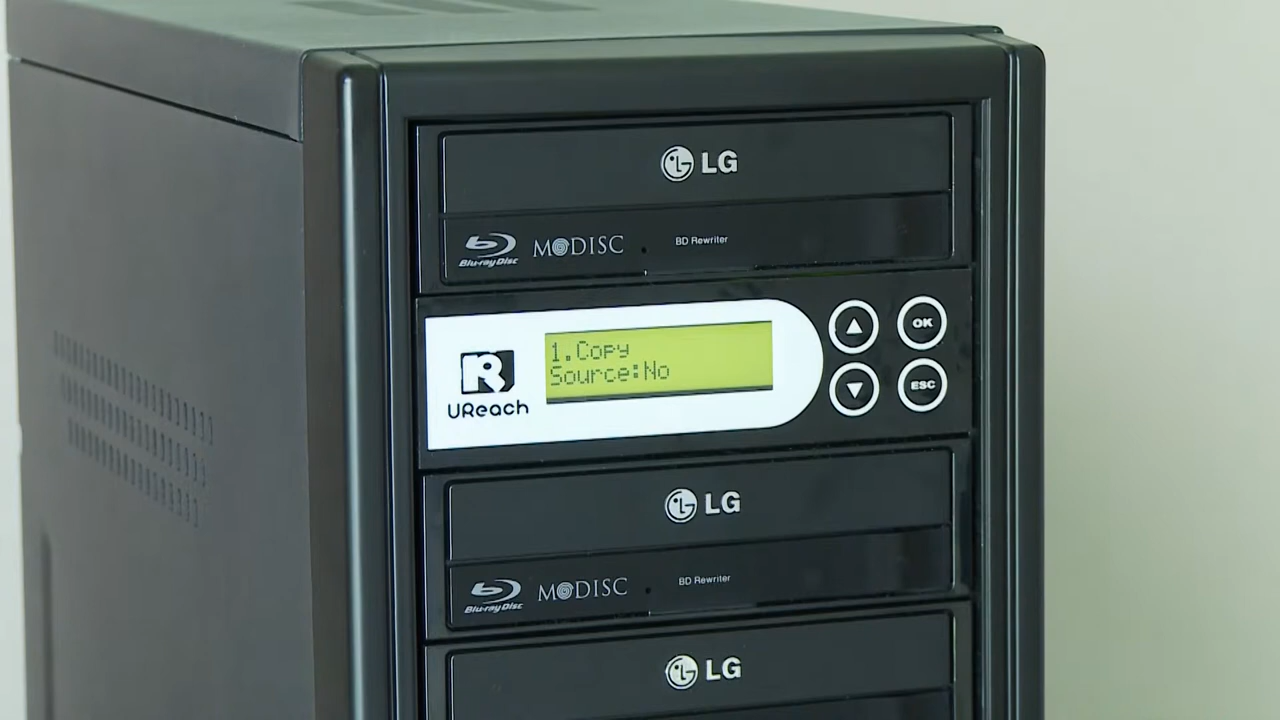 LG
Blu-ray Disc
M DISC
BD Rewriter
1.Copy
Source:No
R
UReach
▲
OK
▼
ESC
LG
Blu-ray Disc
M DISC
BD Rewriter
LG